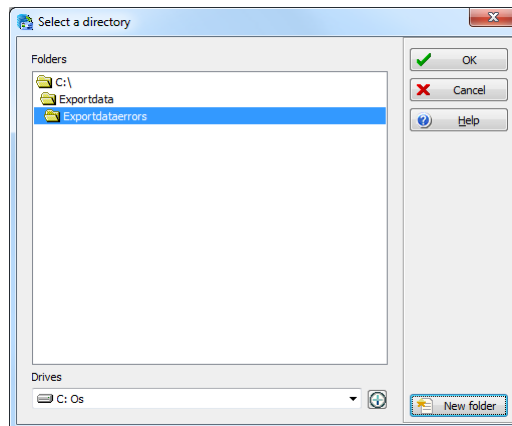 Select a directory
Folders
C:\
Exportdata
Exportdataerrors
OK
Cancel
Help
Drives
C: Os
New folder